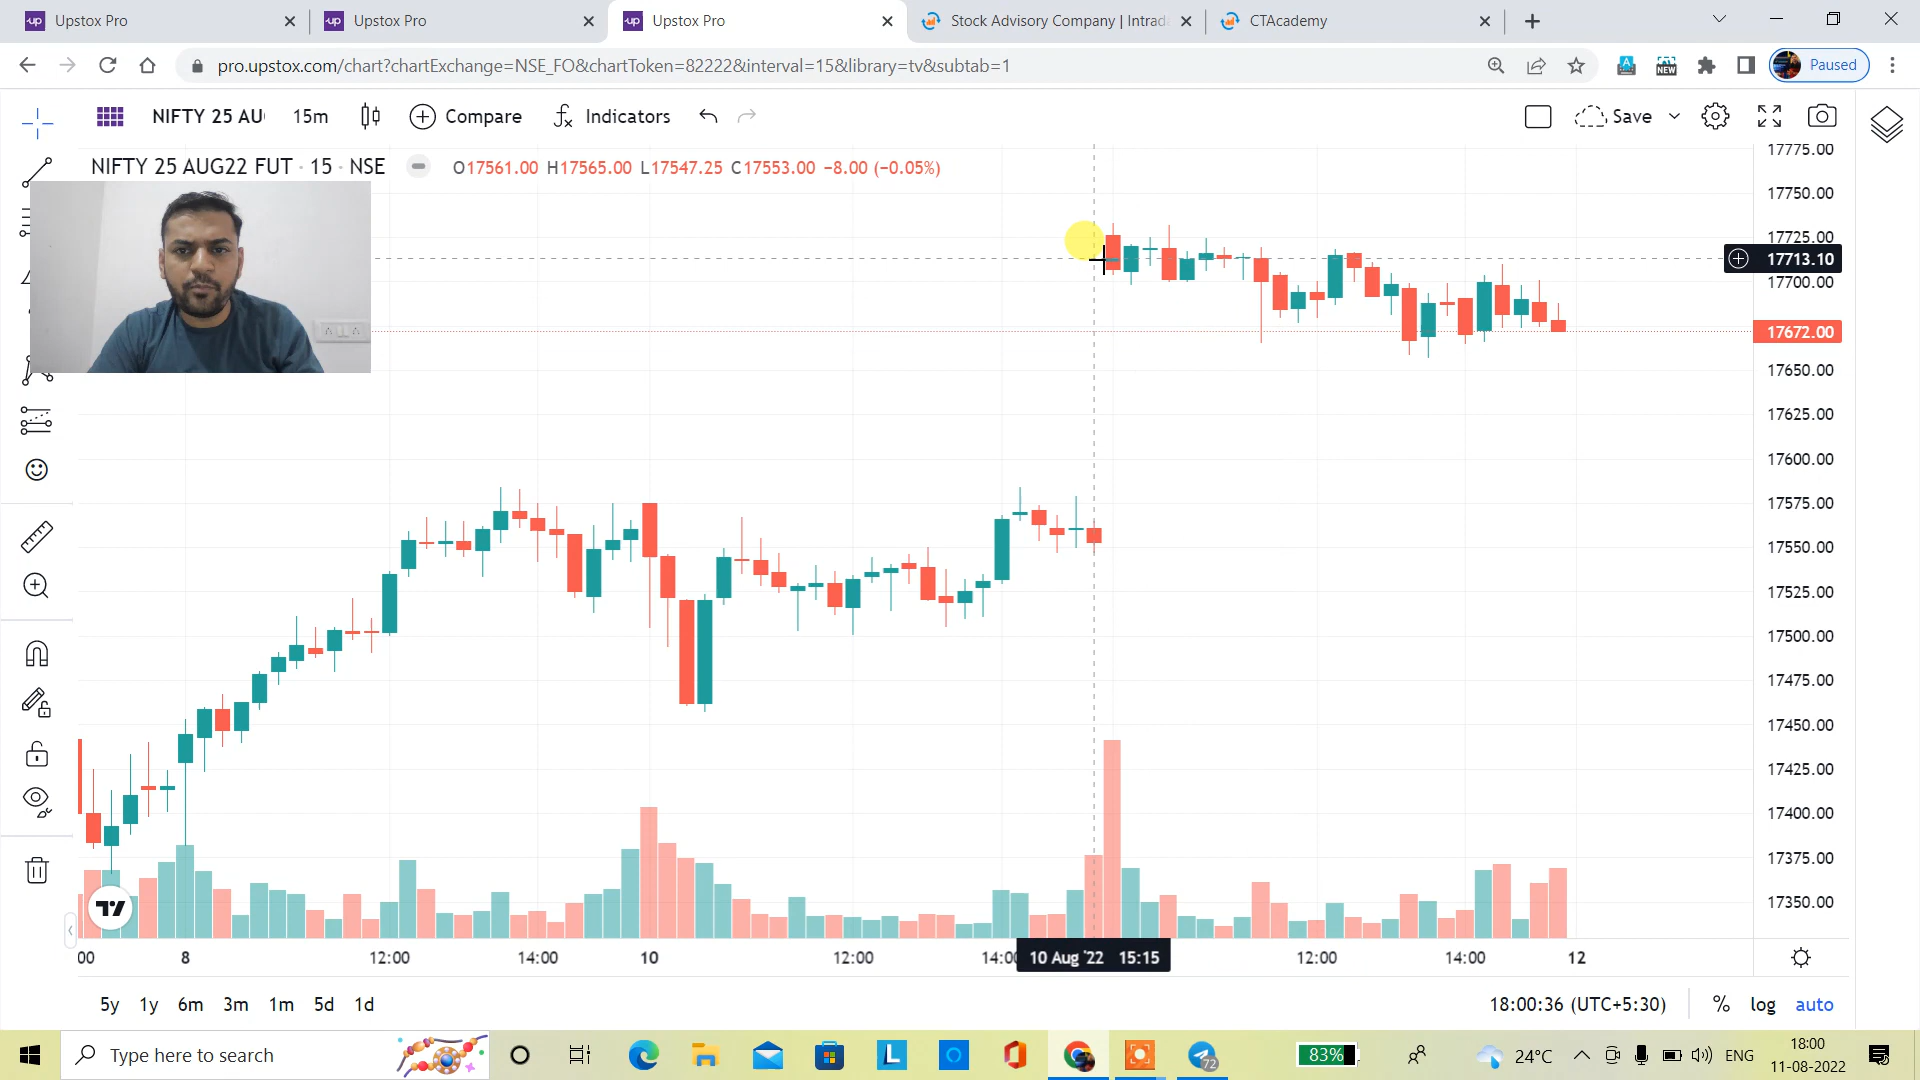 Upstox Pro
Upstox Pro
Upstox Pro
Stock Advisory Company | Intrad
CTAcademy
pro.upstox.com/chart?chartExchange=NSE_FO&chartToken=82222&interval=15&library=tv&subtab=1
NEW
Paused
NIFTY 25 AU
15m
Compare
Indicators
Save
NIFTY 25 AUG22 FUT · 15 · NSE
O17561.00 H17565.00 L17547.25 C17553.00 −8.00 (−0.05%)
17775.00
17750.00
17725.00
17713.10
17700.00
17672.00
17650.00
17625.00
17600.00
17575.00
17550.00
17525.00
17500.00
17475.00
17450.00
17425.00
17400.00
17375.00
17350.00
00
8
12:00
14:00
10
12:00
14:00
10 Aug '22 15:15
12:00
14:00
12
5y 1y 6m 3m 1m 5d 1d
18:00:36 (UTC+5:30)
%
log
auto
Type here to search
L
72
83%
24°C
ENG
18:00
11-08-2022